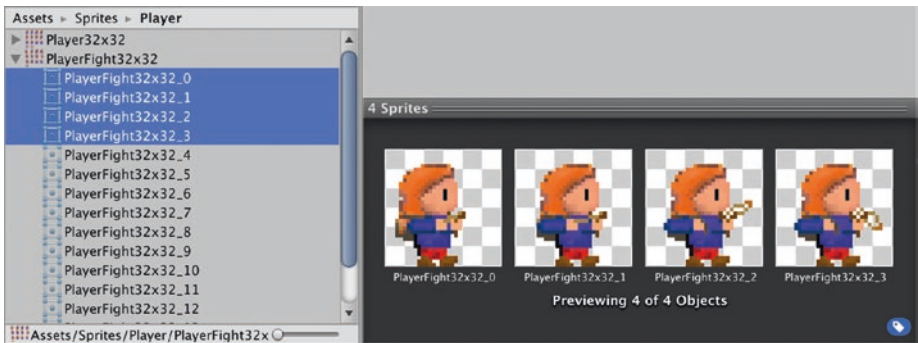 Assets ▸ Sprites ▸ Player
Player32x32
PlayerFight32x32
PlayerFight32x32_0
PlayerFight32x32_1
PlayerFight32x32_2
PlayerFight32x32_3
PlayerFight32x32_4
PlayerFight32x32_5
PlayerFight32x32_6
PlayerFight32x32_7
PlayerFight32x32_8
PlayerFight32x32_9
PlayerFight32x32_10
PlayerFight32x32_11
PlayerFight32x32_12
Assets/Sprites/Player/PlayerFight32x
4 Sprites
PlayerFight32x32_0
PlayerFight32x32_1
PlayerFight32x32_2
PlayerFight32x32_3
Previewing 4 of 4 Objects